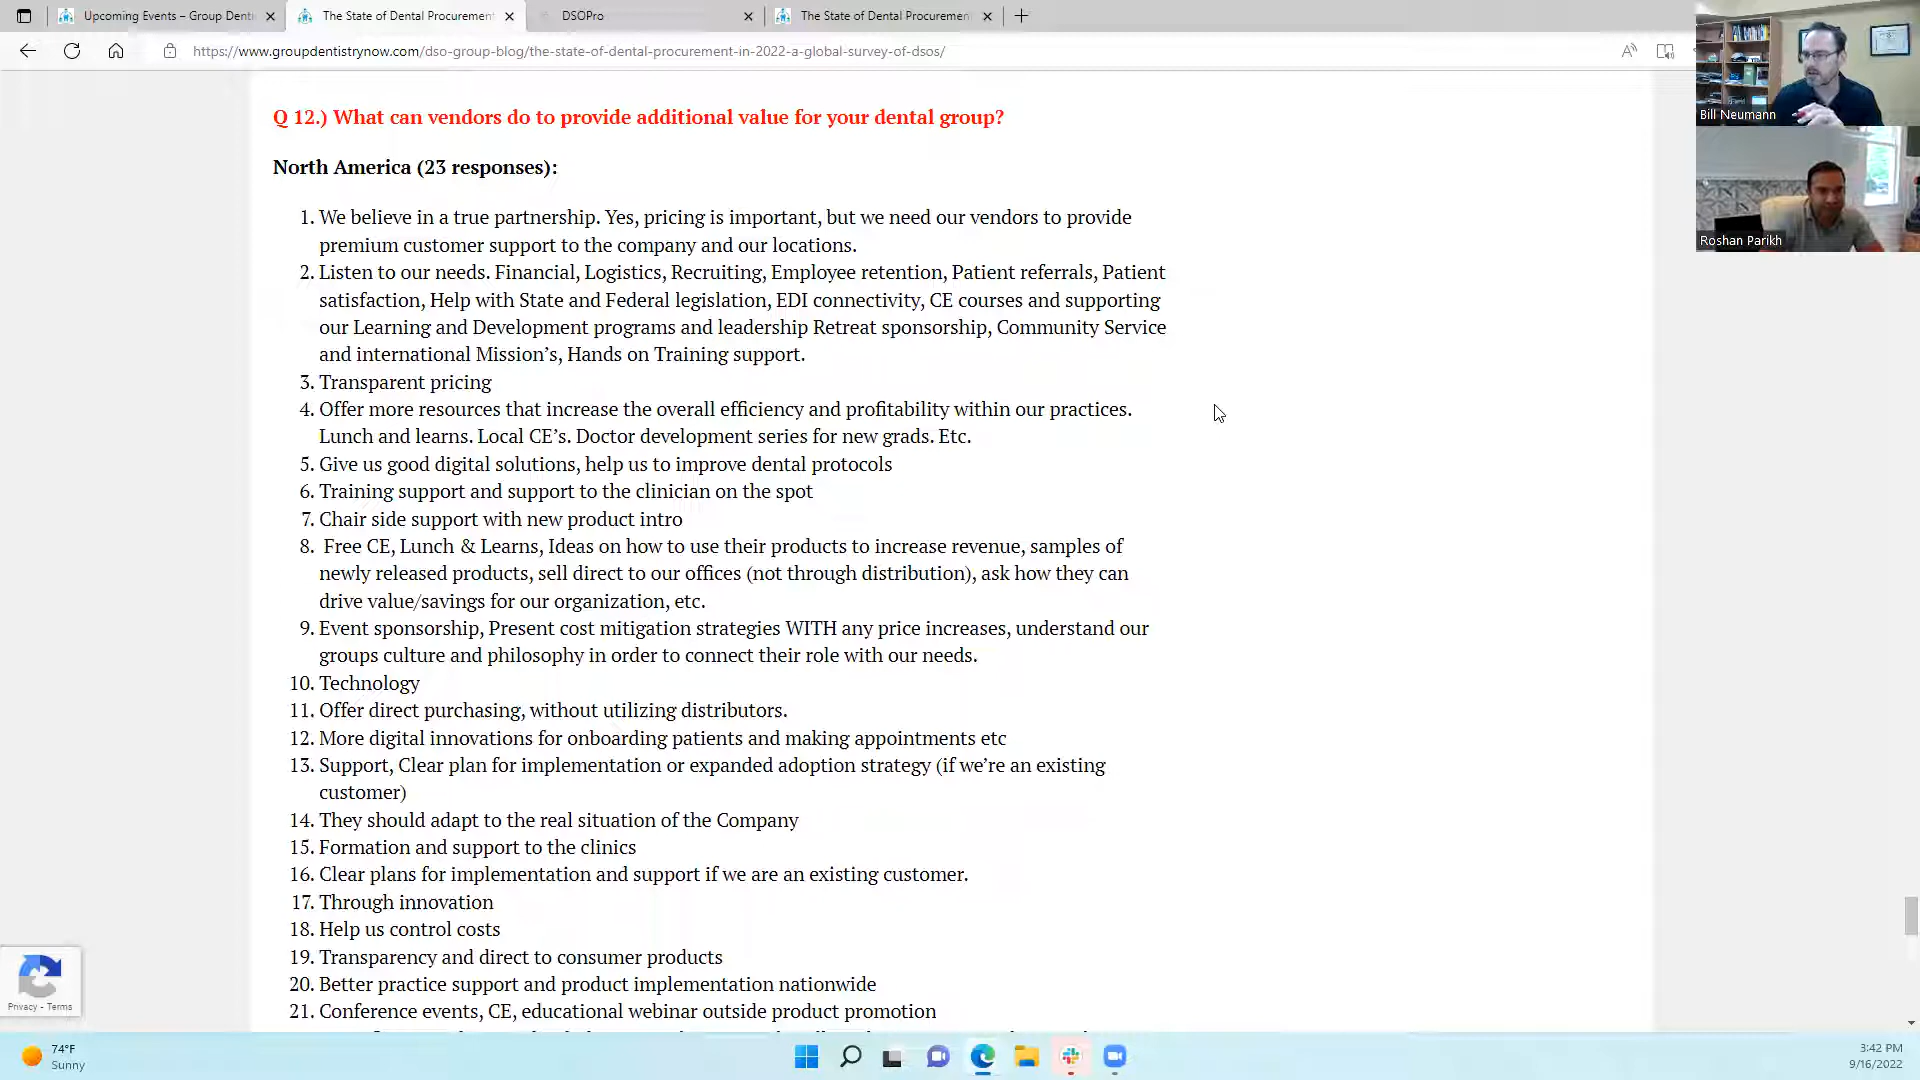 Upcoming Events – Group Denti
The State of Dental Procurement
DSOPro
The State of Dental Procurement
https://www.groupdentistrynow.com/dso-group-blog/the-state-of-dental-procurement-in-2022-a-global-survey-of-dsos/
Bill Neumann
Roshan Parikh
Q 12.) What can vendors do to provide additional value for your dental group?
North America (23 responses):
1. We believe in a true partnership. Yes, pricing is important, but we need our vendors to provide
premium customer support to the company and our locations.
2. Listen to our needs. Financial, Logistics, Recruiting, Employee retention, Patient referrals, Patient
satisfaction, Help with State and Federal legislation, EDI connectivity, CE courses and supporting
our Learning and Development programs and leadership Retreat sponsorship, Community Service
and international Mission’s, Hands on Training support.
3. Transparent pricing
4. Offer more resources that increase the overall efficiency and profitability within our practices.
Lunch and learns. Local CE’s. Doctor development series for new grads. Etc.
5. Give us good digital solutions, help us to improve dental protocols
6. Training support and support to the clinician on the spot
7. Chair side support with new product intro
8. Free CE, Lunch & Learns, Ideas on how to use their products to increase revenue, samples of
newly released products, sell direct to our offices (not through distribution), ask how they can
drive value/savings for our organization, etc.
9. Event sponsorship, Present cost mitigation strategies WITH any price increases, understand our
groups culture and philosophy in order to connect their role with our needs.
10. Technology
11. Offer direct purchasing, without utilizing distributors.
12. More digital innovations for onboarding patients and making appointments etc
13. Support, Clear plan for implementation or expanded adoption strategy (if we’re an existing
customer)
14. They should adapt to the real situation of the Company
15. Formation and support to the clinics
16. Clear plans for implementation and support if we are an existing customer.
17. Through innovation
18. Help us control costs
19. Transparency and direct to consumer products
20. Better practice support and product implementation nationwide
21. Conference events, CE, educational webinar outside product promotion
Privacy - Terms
74°F
Sunny
3:42 PM
9/16/2022